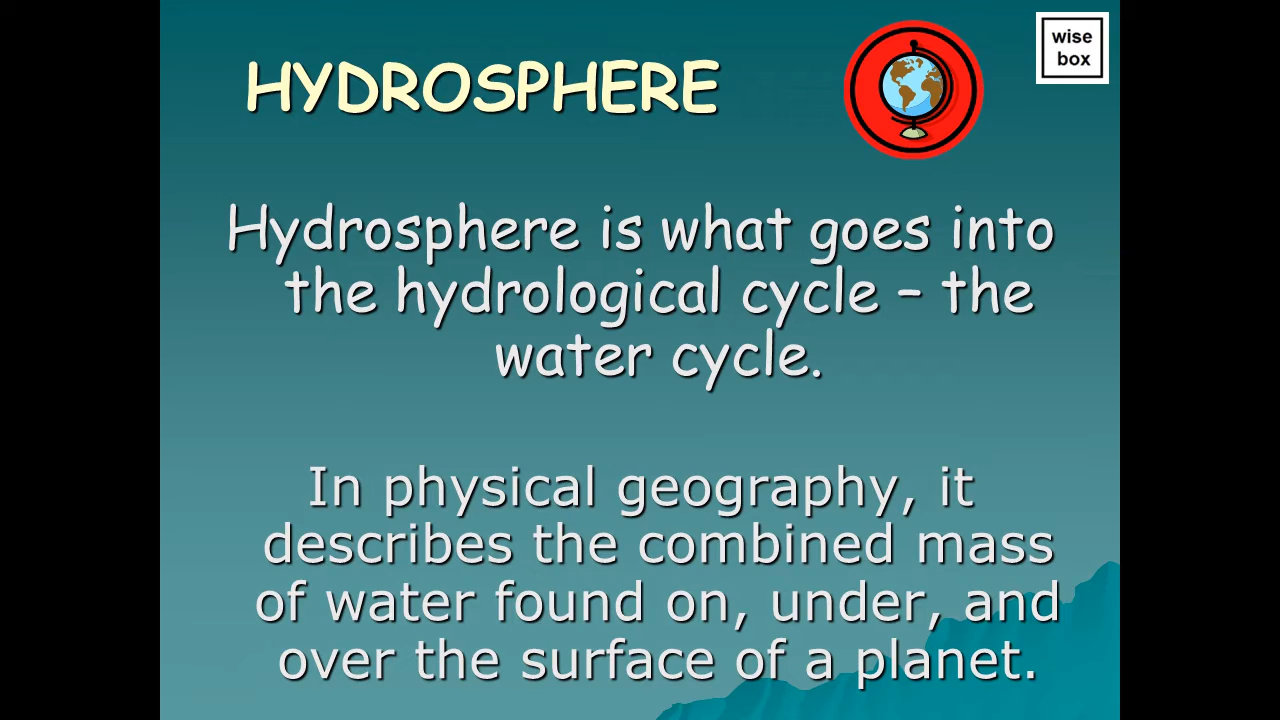 HYDROSPHERE
wise
box
Hydrosphere is what goes into
the hydrological cycle – the
water cycle.
In physical geography, it
describes the combined mass
of water found on, under, and
over the surface of a planet.